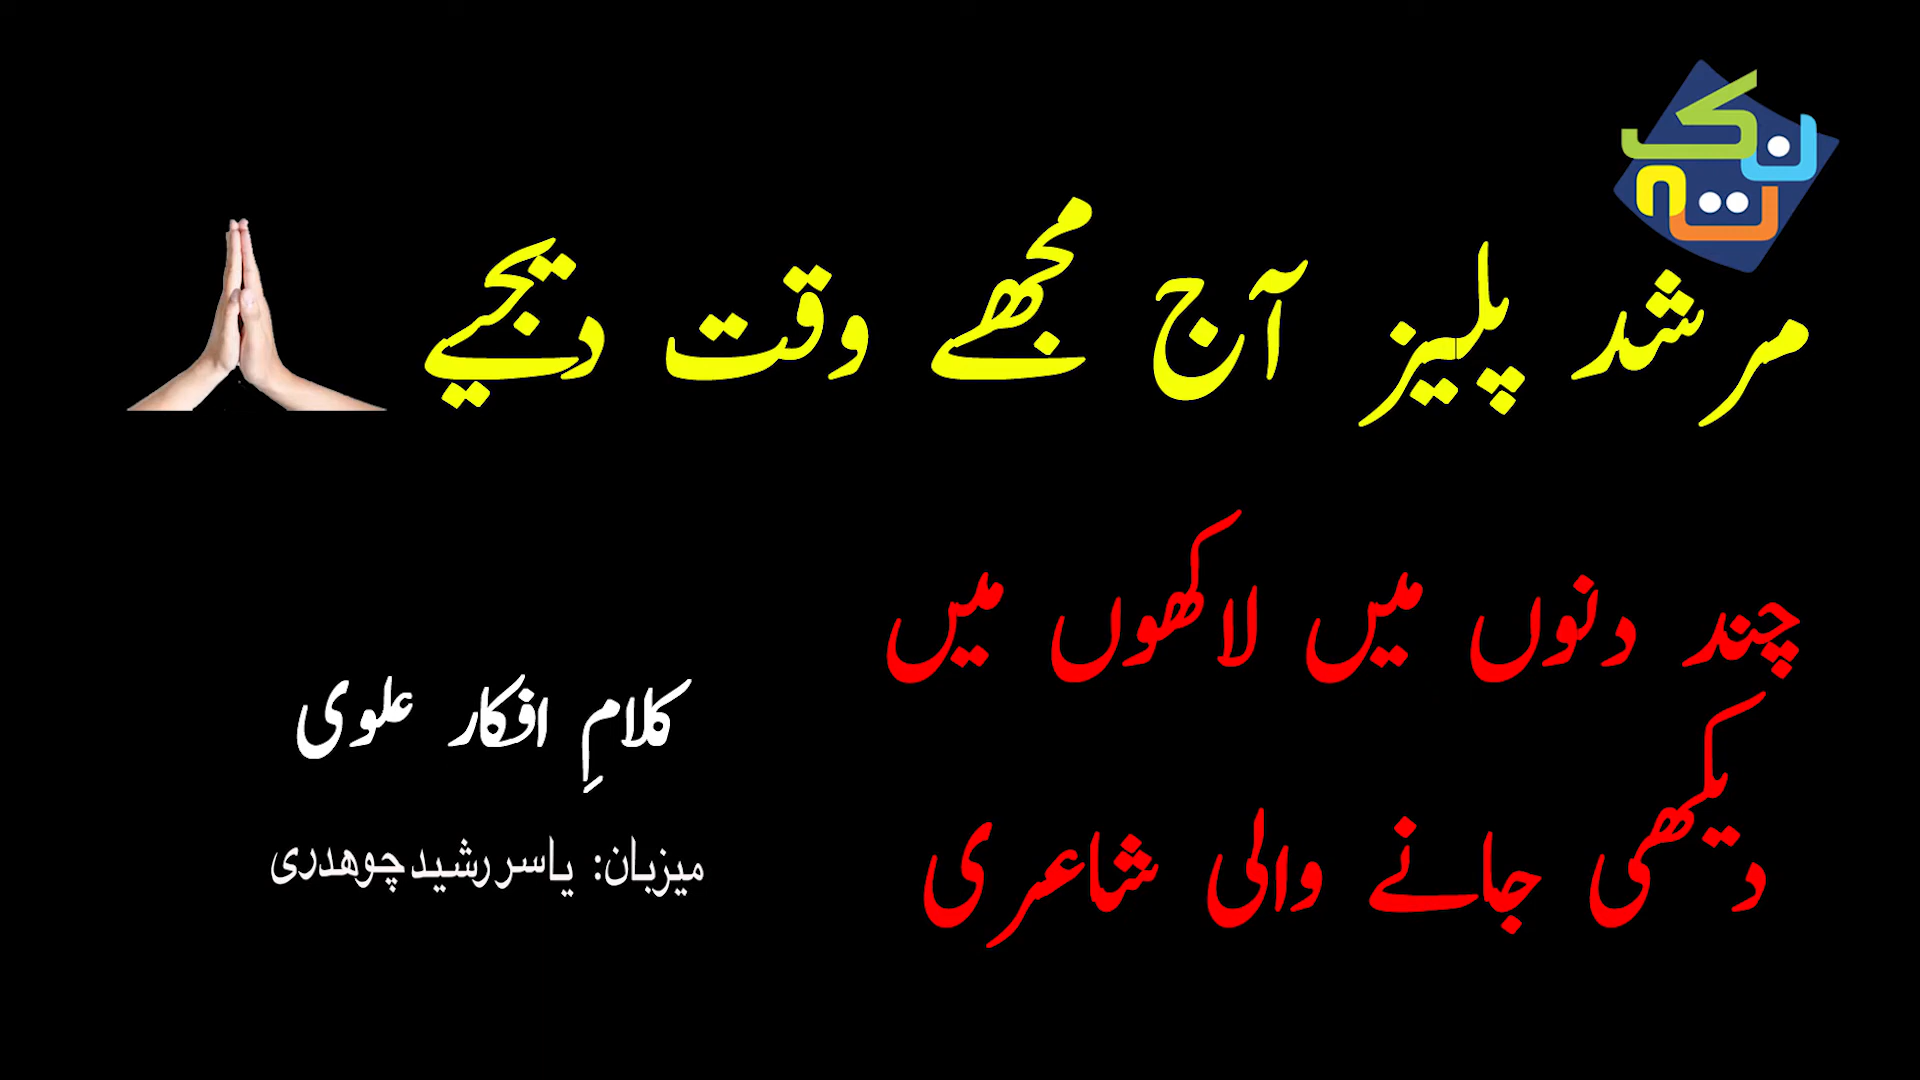 نکتہ
مرشد پلیز آج مجھے وقت دیجیے
چند دنوں میں لاکھوں میں
دیکھی جانے والی شاعری
کلامِ افکار علوی
میزبان: یاسر رشید چوھدری